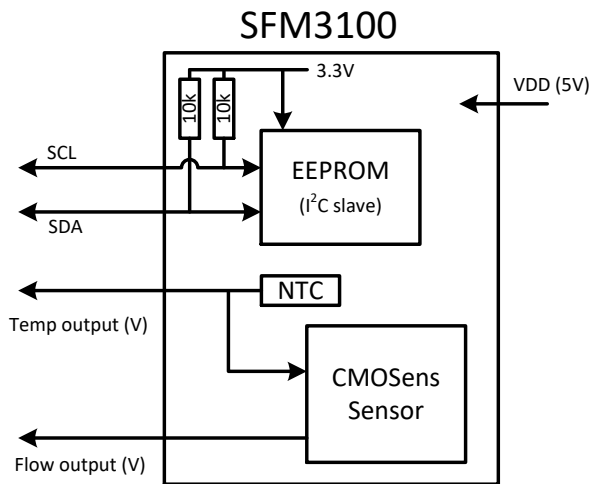 SFM3100
3.3V
VDD (5V)
10k
10k
SCL
EEPROM
(I²C slave)
SDA
NTC
Temp output (V)
CMOSens
Sensor
Flow output (V)